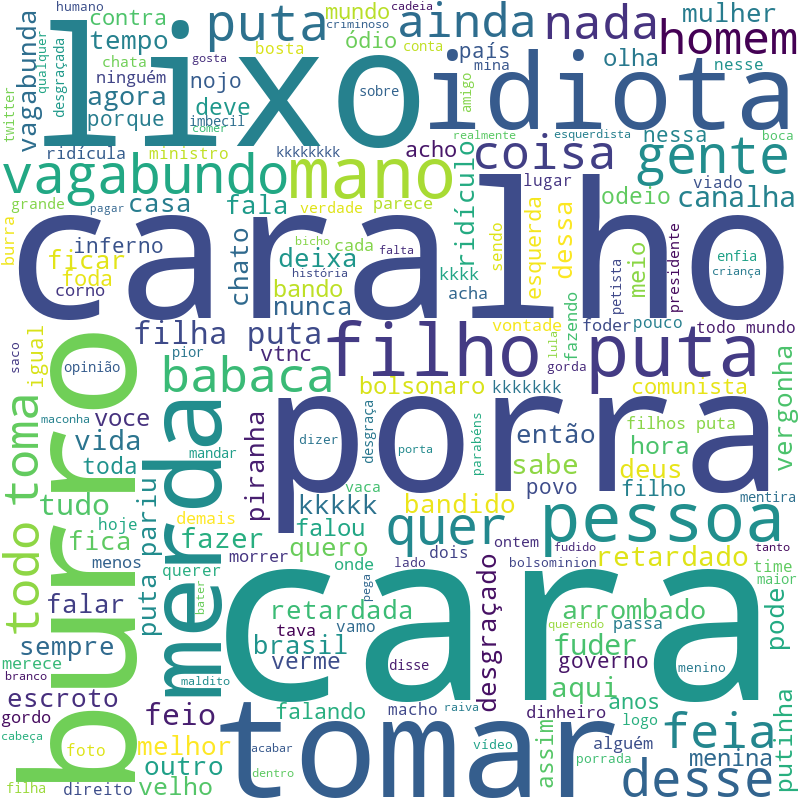 lixo
idiota
puta
ainda
nada
homem
mulher
mundo
contra
tempo
ódio
país
olha
nesse
humano
cadeia
criminoso
gosta
conta
bosta
mina
amigo
chata
ninguém
nojo
agora
deve
porque
imbecil
sobre
vagabunda
qualquer
desgraçada
twitter
comer
kkkkkkkk
realmente
esquerdista
nessa
boca
ridícula
ministro
acho
coisa
gente
vagabundo
mano
ridículo
lugar
viado
odeio
canalha
grande
pagar
casa
fala
verdade
parece
burra
caralho
inferno
ficar
foda
corno
chato
bicho
cada
falta
deixa
história
bando
nunca
kkkk
acha
sendo
esquerda
dessa
petista
meio
presidente
enfia
criança
filha puta
filho
puta
vontade
foder
fazendo
pouco
todo mundo
lula
gorda
saco
igual
opinião
pior
vtnc
babaca
bolsonaro
kkkkkkk
comunista
vergonha
burro
merda
maconha
todo
toma
voce
vida
toda
tudo
mandar
piranha
dizer
desgraça
porra
porta
parabéns
então
sabe
povo
filhos puta
hora
deus
filho
mentira
puta pariu
vaca
kkkkk
bandido
quer
pessoa
hoje
fica
menos
demais
fazer
falou
quero
querer
morrer
onde
lado
dois
ontem
fudido
bolsominion
retardado
tanto
time
maior
falar
sempre
merece
branco
bater
retardada
tava
vamo
pega
brasil
verme
disse
cara
desgraçado
querendo
arrombado
passa
pode
fuder
governo
menino
maldito
escroto
gordo
cabeça
feio
falando
macho
raiva
aqui
anos
dinheiro
logo
feia
putinha
foto
melhor
outro
acabar
tomar
vídeo
assim
alguém
menina
porrada
desse
filha
direito
velho
dentro